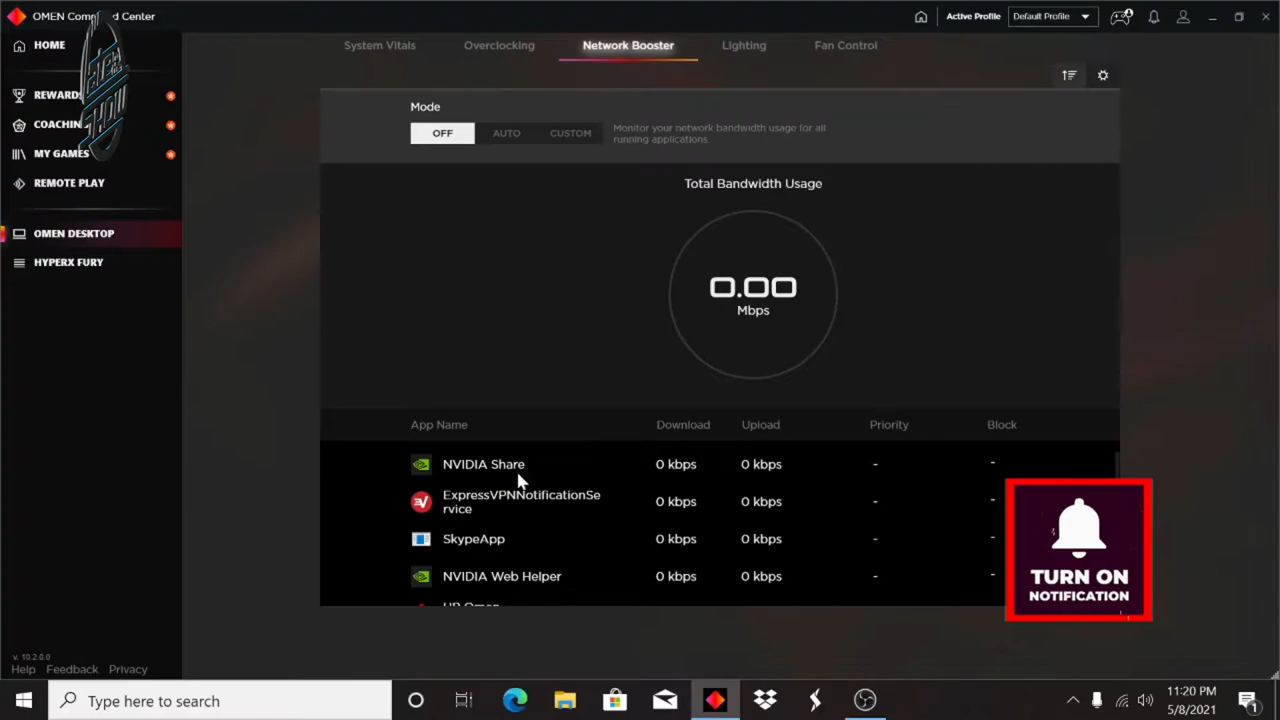 OMEN Command Center
Active Profile
Default Profile
HOME
REWARDS
COACHING
MY GAMES
REMOTE PLAY
OMEN DESKTOP
HYPERX FURY
System Vitals
Overclocking
Network Booster
Lighting
Fan Control
Mode
OFF
AUTO
CUSTOM
Monitor your network bandwidth usage for all
running applications.
Total Bandwidth Usage
0.00
Mbps
App Name
Download
Upload
Priority
Block
NVIDIA Share
0 kbps
0 kbps
-
-
ExpressVPNNotificationSe
rvice
0 kbps
0 kbps
-
-
SkypeApp
0 kbps
0 kbps
-
-
NVIDIA Web Helper
0 kbps
0 kbps
-
-
TURN ON
NOTIFICATION
v. 10.2.0.0
Help
Feedback
Privacy
Type here to search
11:20 PM
5/8/2021
1